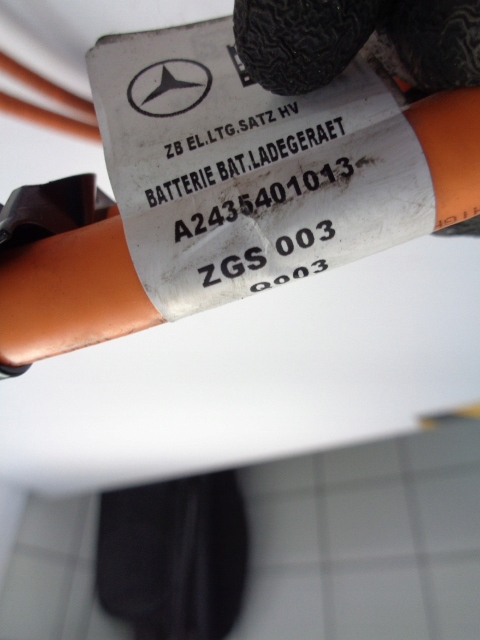 ZB EL.LTG.SATZ HV
BATTERIE BAT.LADEGERAET
A2435401013
ZGS 003